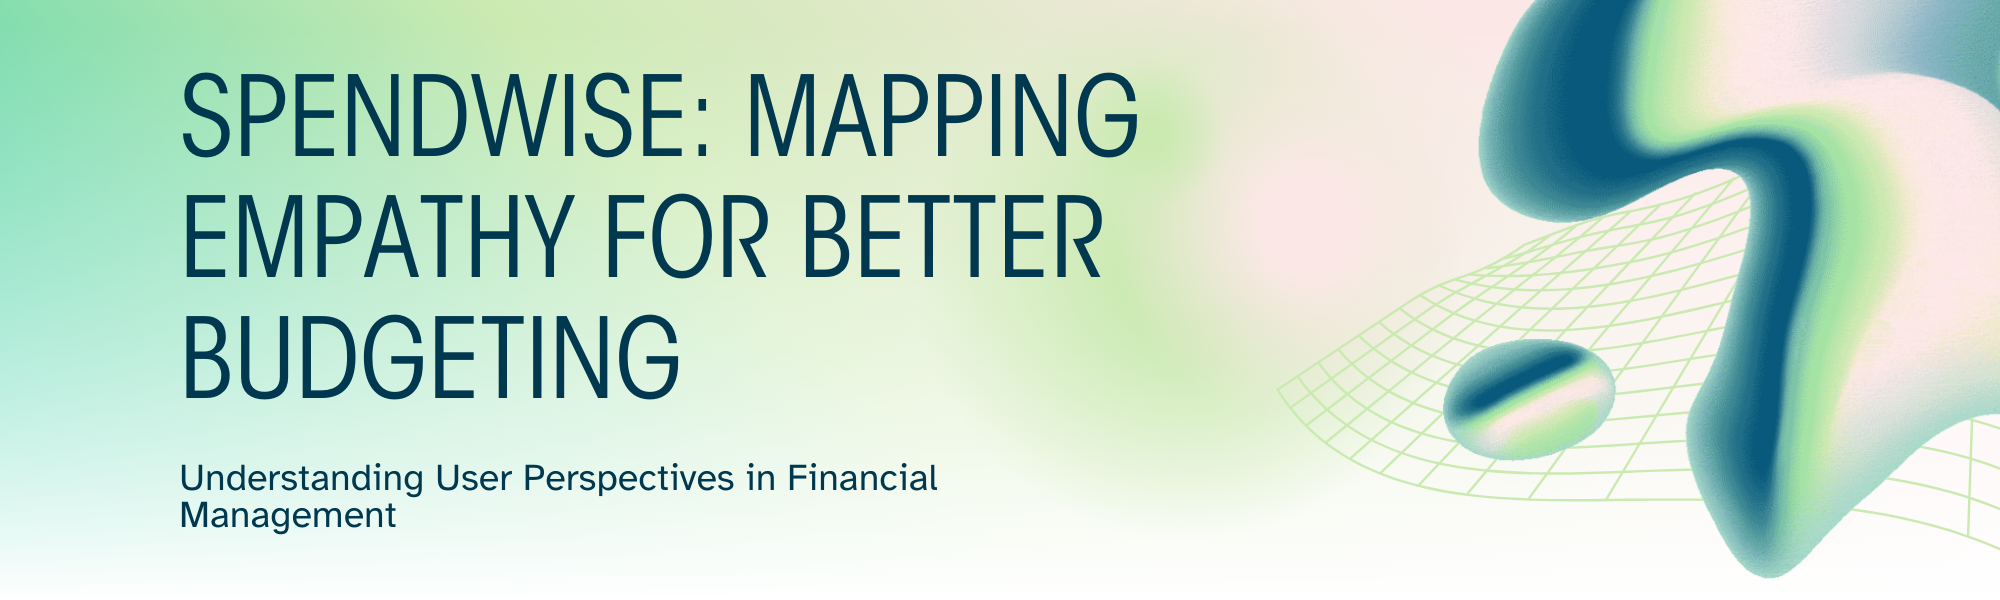 SPENDWISE: MAPPING
EMPATHY FOR BETTER
BUDGETING
Understanding User Perspectives in Financial
Management